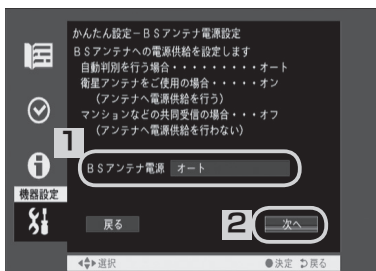 かんたん設定－BSアンテナ電源設定
BSアンテナへの電源供給を設定します
自動判別を行う場合・・・・・・・・・オート
衛星アンテナをご使用の場合・・・・・オン
（アンテナへ電源供給を行う）
マンションなどの共同受信の場合・・・オフ
（アンテナへ電源供給を行わない）
1
BSアンテナ電源 オート
機器設定
戻る 2 次へ
選択 ●決定 戻る